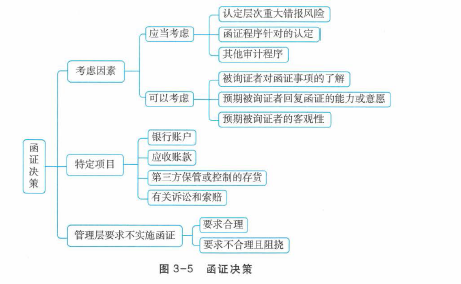 函证决策
考虑因素
应当考虑
认定层次重大错报风险
函证程序针对的认定
其他审计程序
可以考虑
被询证者对函证事项的了解
预期被询证者回复函证的能力或意愿
预期被询证者的客观性
特定项目
银行账户
应收账款
第三方保管或控制的存货
有关诉讼和索赔
管理层要求不实施函证
要求合理
要求不合理且阻挠
图 3-5 函证决策